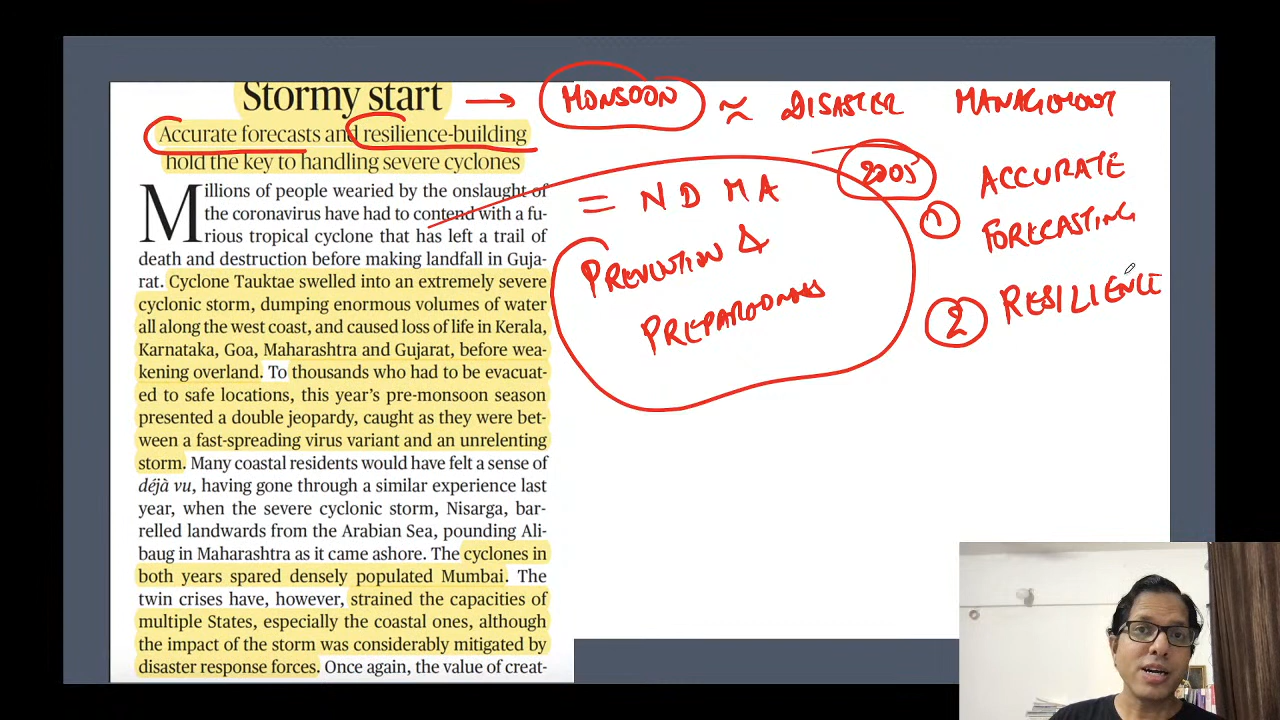 Stormy start
Accurate forecasts and resilience-building
hold the key to handling severe cyclones
Millions of people wearied by the onslaught of
the coronavirus have had to contend with a fu-
rious tropical cyclone that has left a trail of
death and destruction before making landfall in Guja-
rat. Cyclone Tauktae swelled into an extremely severe
cyclonic storm, dumping enormous volumes of water
all along the west coast, and caused loss of life in Kerala,
Karnataka, Goa, Maharashtra and Gujarat, before wea-
kening overland. To thousands who had to be evacuat-
ed to safe locations, this year's pre-monsoon season
presented a double jeopardy, caught as they were bet-
ween a fast-spreading virus variant and an unrelenting
storm. Many coastal residents would have felt a sense of
déjà vu, having gone through a similar experience last
year, when the severe cyclonic storm, Nisarga, bar-
relled landwards from the Arabian Sea, pounding Ali-
baug in Maharashtra as it came ashore. The cyclones in
both years spared densely populated Mumbai. The
twin crises have, however, strained the capacities of
multiple States, especially the coastal ones, although
the impact of the storm was considerably mitigated by
disaster response forces. Once again, the value of creat-
→ MONSOON ≈ DISASTER MANAGEMENT
= NDMA 2005
PREVENTION &
PREPAREDNESS
① ACCURATE
FORECASTING
② RESILIENCE